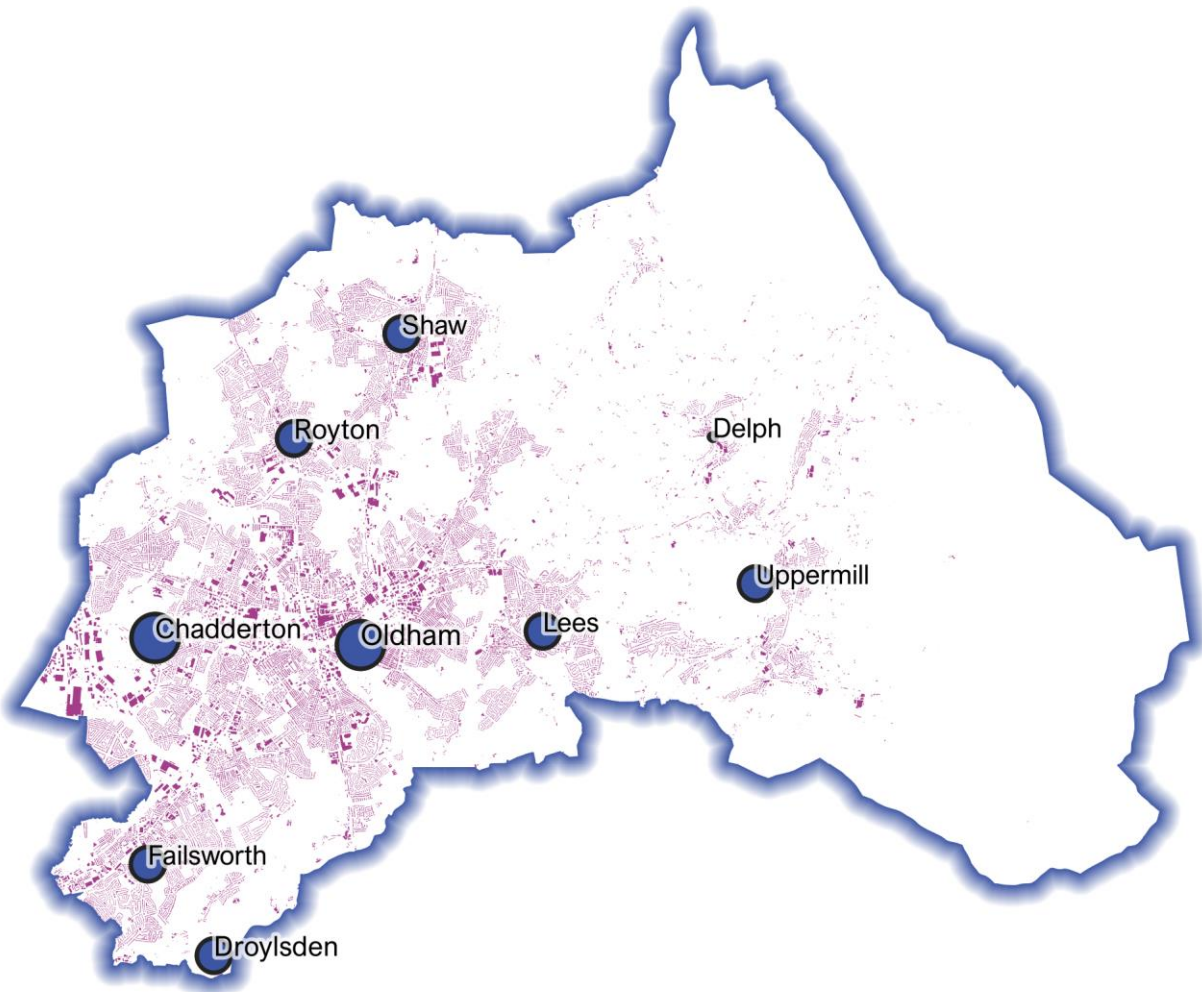 Shaw
Royton
Delph
Uppermill
Chadderton
Oldham
Lees
Failsworth
Droylsden